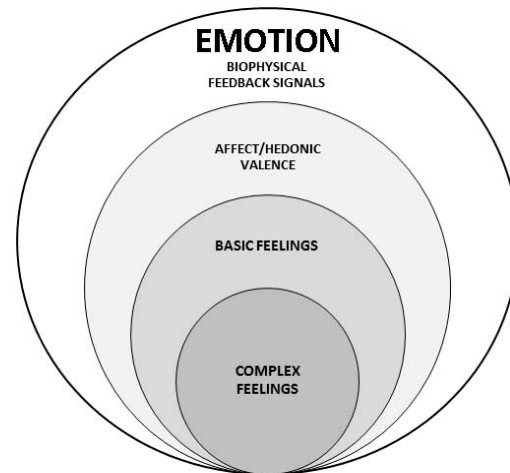 EMOTION
BIOPHYSICAL
FEEDBACK SIGNALS
AFFECT/HEDONIC
VALENCE
BASIC FEELINGS
COMPLEX
FEELINGS